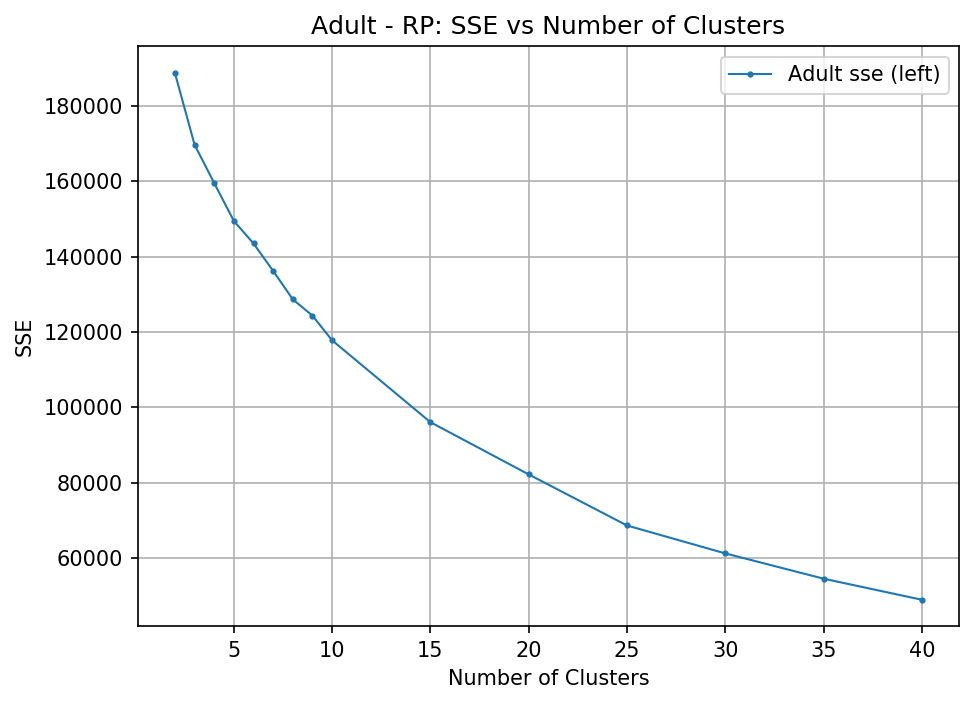 Adult - RP: SSE vs Number of Clusters
Adult sse (left)
180000
160000
140000
120000
100000
80000
60000
SSE
5 10 15 20 25 30 35 40
Number of Clusters